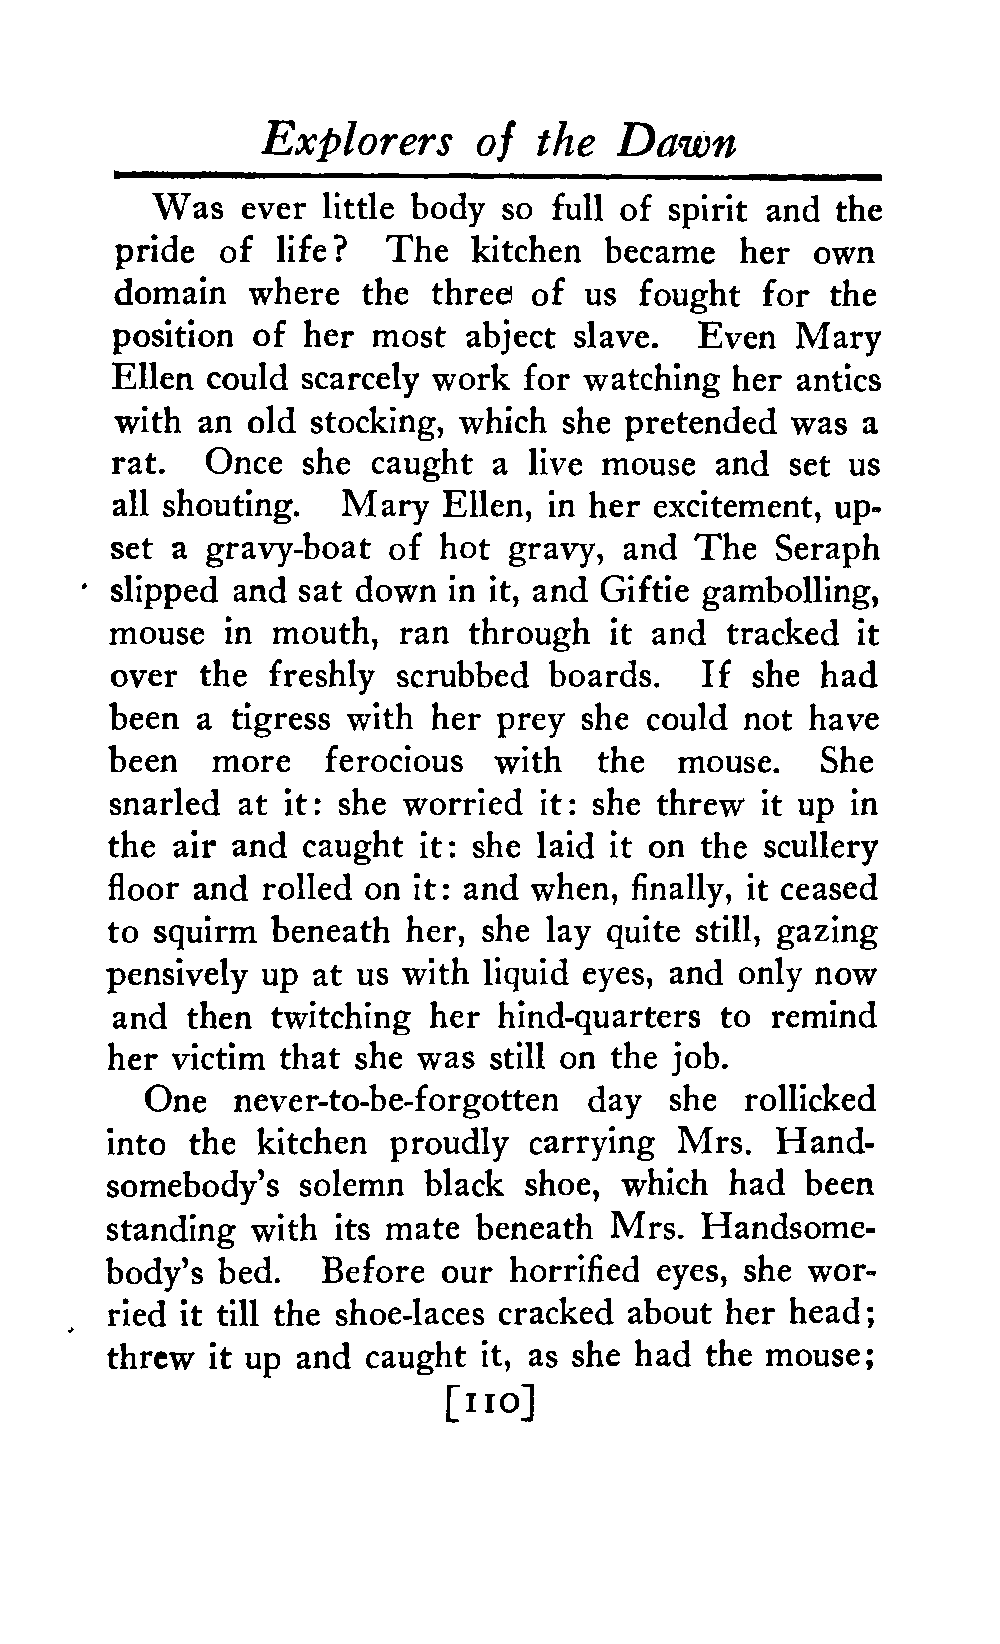 Explorers of the Dawn
Was ever little body so full of spirit and the
pride of life? The kitchen became her own
domain where the three of us fought for the
position of her most abject slave. Even Mary
Ellen could scarcely work for watching her antics
with an old stocking, which she pretended was a
rat. Once she caught a live mouse and set us
all shouting. Mary Ellen, in her excitement, up-
set a gravy-boat of hot gravy, and The Seraph
slipped and sat down in it, and Giftie gambolling,
mouse in mouth, ran through it and tracked it
over the freshly scrubbed boards. If she had
been a tigress with her prey she could not have
been more ferocious with the mouse. She
snarled at it: she worried it: she threw it up in
the air and caught it: she laid it on the scullery
floor and rolled on it: and when, finally, it ceased
to squirm beneath her, she lay quite still, gazing
pensively up at us with liquid eyes, and only now
and then twitching her hind-quarters to remind
her victim that she was still on the job.
One never-to-be-forgotten day she rollicked
into the kitchen proudly carrying Mrs. Hand-
somebody's solemn black shoe, which had been
standing with its mate beneath Mrs. Handsome-
body's bed. Before our horrified eyes, she wor-
ried it till the shoe-laces cracked about her head;
threw it up and caught it, as she had the mouse;
[110]